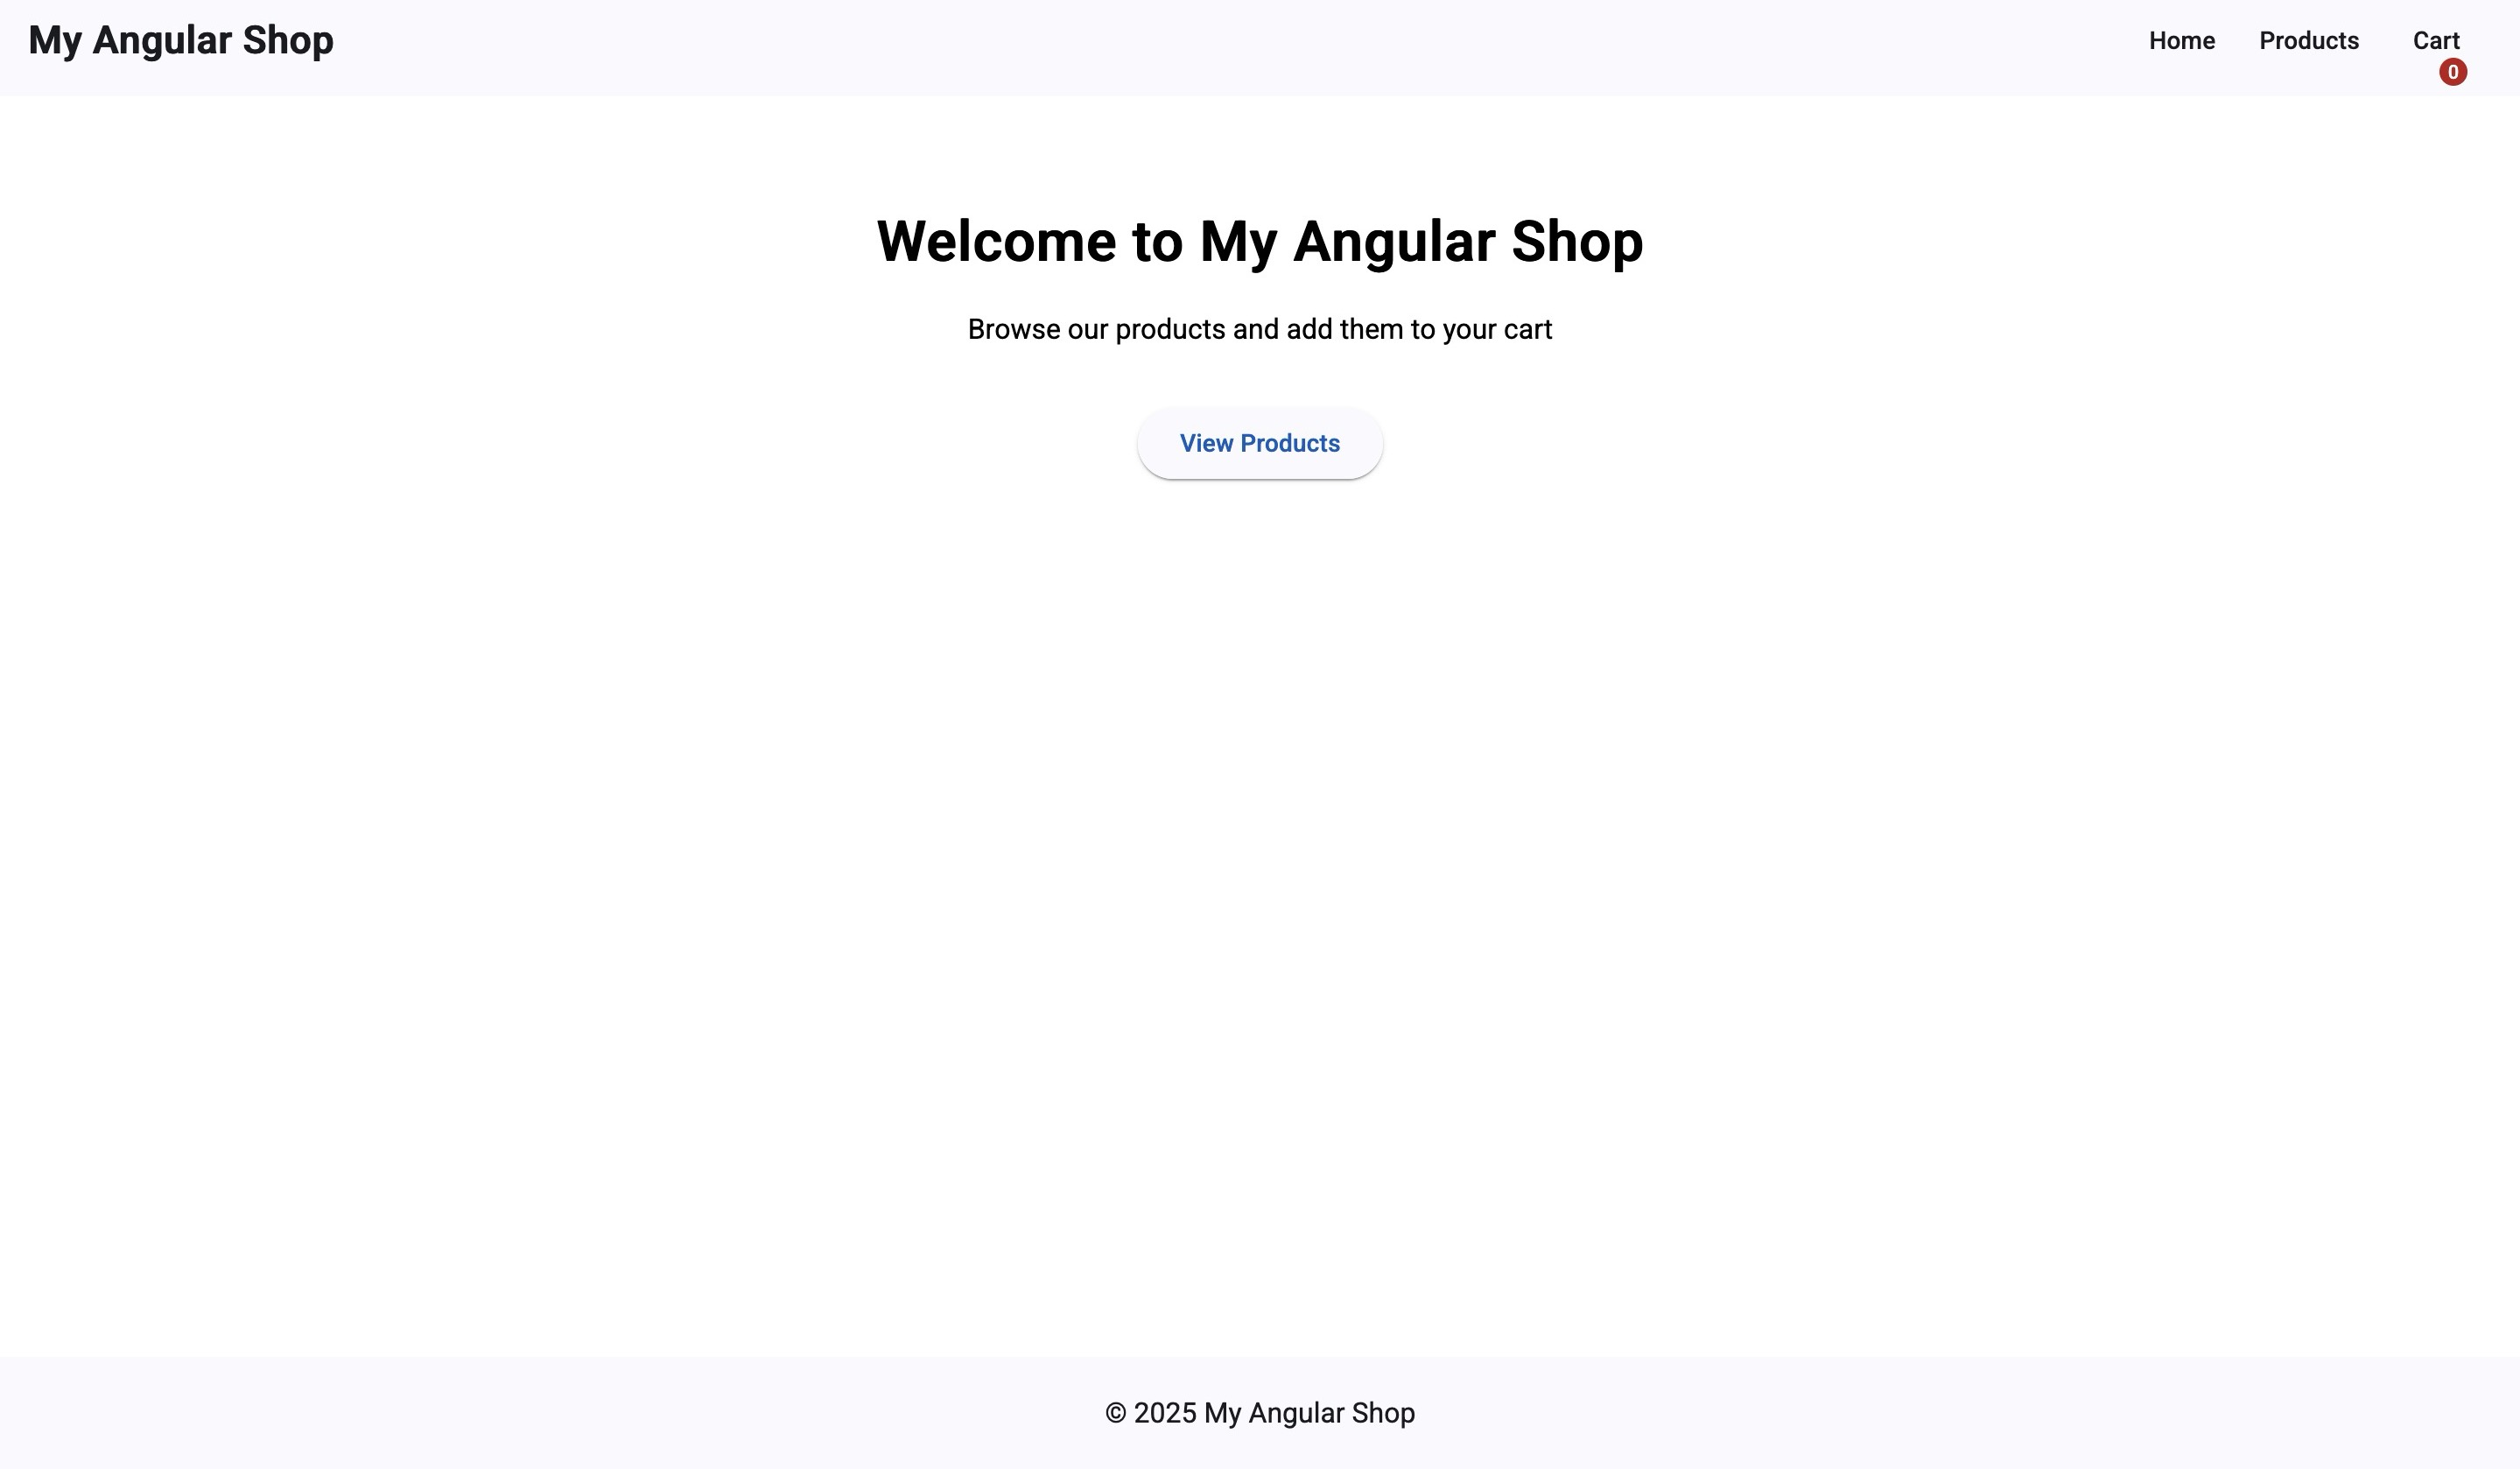 My Angular Shop
Home Products Cart
0
Welcome to My Angular Shop
Browse our products and add them to your cart
View Products
© 2025 My Angular Shop